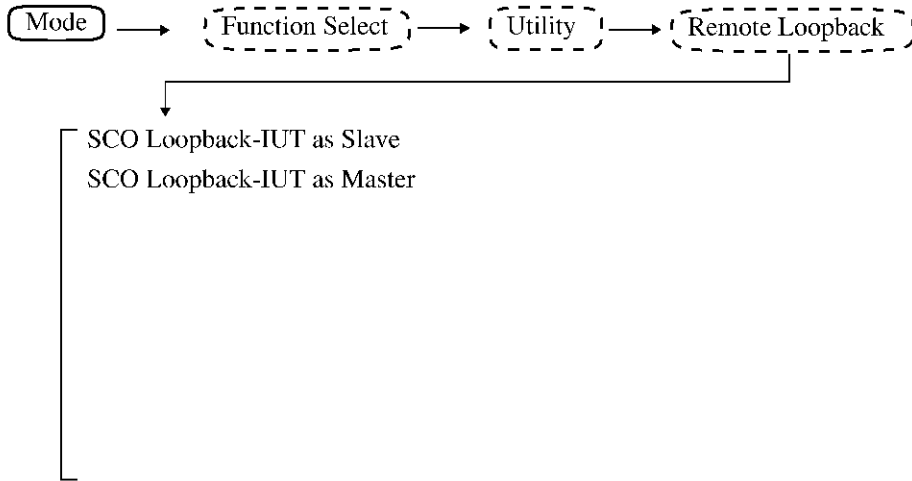 Mode
Function Select
Utility
Remote Loopback
SCO Loopback-IUT as Slave
SCO Loopback-IUT as Master